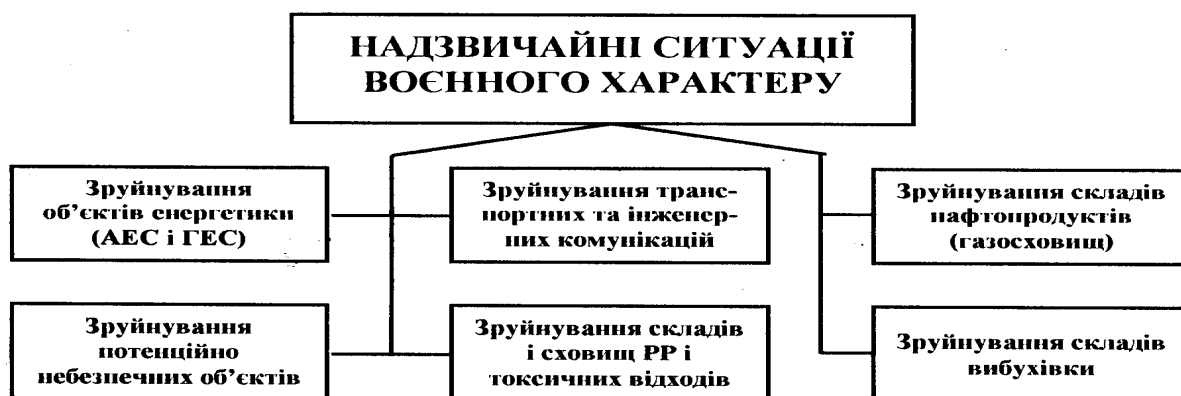 НАДЗВИЧАЙНІ СИТУАЦІЇ
ВОЄННОГО ХАРАКТЕРУ
Зруйнування
об’єктів енергетики
(АЕС і ГЕС)
Зруйнування тран-
портних та інженер-
них комунікацій
Зруйнування складів
нафтопродуктів
(газосховищ)
Зруйнування
потенційно
небезпечних об’єктів
Зруйнування складів
і сховищ РР і
токсичних відходів
Зруйнування складів
вибухівки